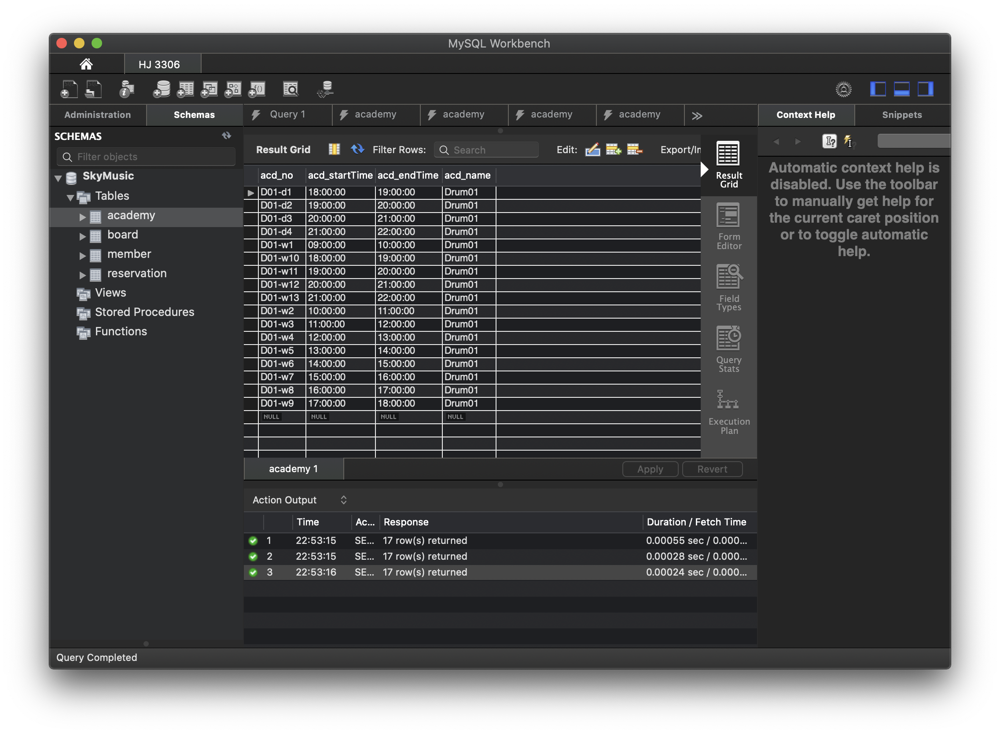 MySQL Workbench
HJ 3306
Administration Schemas
Query 1 academy academy academy academy
Context Help Snippets
SCHEMAS
Filter objects
SkyMusic
Tables
academy
board
member
reservation
Views
Stored Procedures
Functions
Result Grid Filter Rows: Search Edit: Export/In
acd_no acd_startTime acd_endTime acd_name
D01-d1 18:00:00 19:00:00 Drum01
D01-d2 19:00:00 20:00:00 Drum01
D01-d3 20:00:00 21:00:00 Drum01
D01-d4 21:00:00 22:00:00 Drum01
D01-w1 09:00:00 10:00:00 Drum01
D01-w10 18:00:00 19:00:00 Drum01
D01-w11 19:00:00 20:00:00 Drum01
D01-w12 20:00:00 21:00:00 Drum01
D01-w13 21:00:00 22:00:00 Drum01
D01-w2 10:00:00 11:00:00 Drum01
D01-w3 11:00:00 12:00:00 Drum01
D01-w4 12:00:00 13:00:00 Drum01
D01-w5 13:00:00 14:00:00 Drum01
D01-w6 14:00:00 15:00:00 Drum01
D01-w7 15:00:00 16:00:00 Drum01
D01-w8 16:00:00 17:00:00 Drum01
D01-w9 17:00:00 18:00:00 Drum01
NULL NULL NULL NULL
Result
Grid
Form
Editor
Field
Types
Query
Stats
Execution
Plan
Automatic context help is
disabled. Use the toolbar
to manually get help for
the current caret position
or to toggle automatic
help.
academy 1 Apply Revert
Action Output
Time Ac... Response Duration / Fetch Time
1 22:53:15 SE... 17 row(s) returned 0.00055 sec / 0.000...
2 22:53:15 SE... 17 row(s) returned 0.00028 sec / 0.000...
3 22:53:16 SE... 17 row(s) returned 0.00024 sec / 0.000...
Query Completed